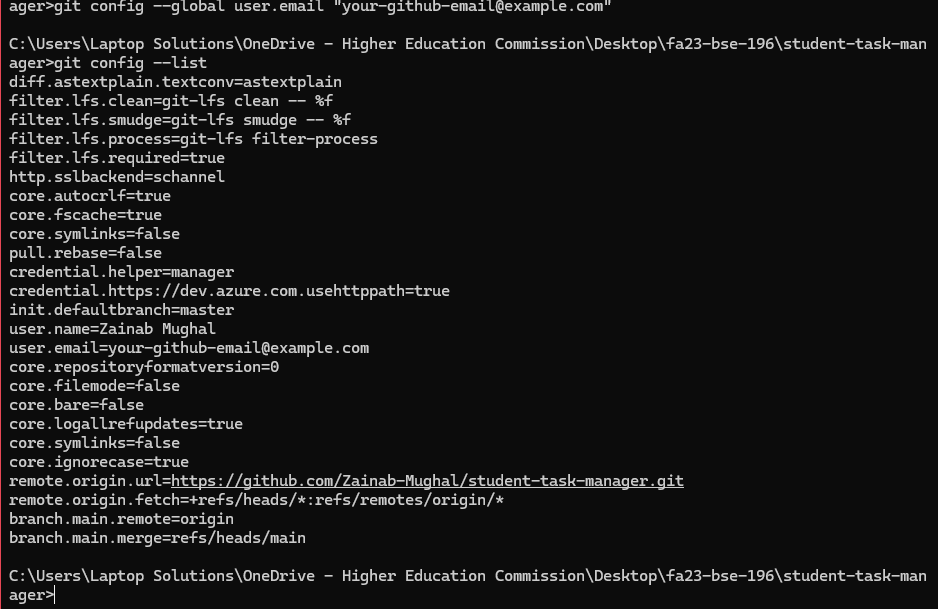 ager>git config --global user.email "your-github-email@example.com"
C:\Users\Laptop Solutions\OneDrive - Higher Education Commission\Desktop\fa23-bse-196\student-task-man
ager>git config --list
diff.astextplain.textconv=astextplain
filter.lfs.clean=git-lfs clean -- %f
filter.lfs.smudge=git-lfs smudge -- %f
filter.lfs.process=git-lfs filter-process
filter.lfs.required=true
http.sslbackend=schannel
core.autocrlf=true
core.fscache=true
core.symlinks=false
pull.rebase=false
credential.helper=manager
credential.https://dev.azure.com.usehttppath=true
init.defaultbranch=master
user.name=Zainab Mughal
user.email=your-github-email@example.com
core.repositoryformatversion=0
core.filemode=false
core.bare=false
core.logallrefupdates=true
core.symlinks=false
core.ignorecase=true
remote.origin.url=https://github.com/Zainab-Mughal/student-task-manager.git
remote.origin.fetch=+refs/heads/*:refs/remotes/origin/*
branch.main.remote=origin
branch.main.merge=refs/heads/main
C:\Users\Laptop Solutions\OneDrive - Higher Education Commission\Desktop\fa23-bse-196\student-task-man
ager>